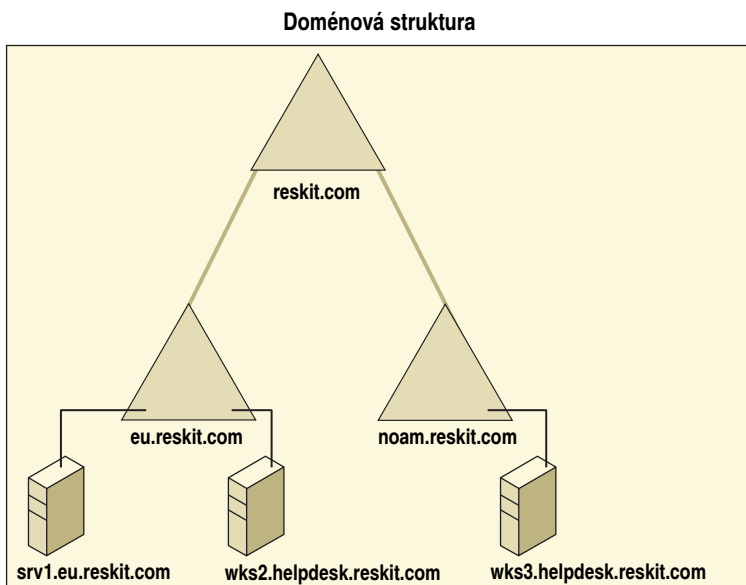 Doménová struktura
reskit.com
eu.reskit.com
noam.reskit.com
srv1.eu.reskit.com
wks2.helpdesk.reskit.com
wks3.helpdesk.reskit.com